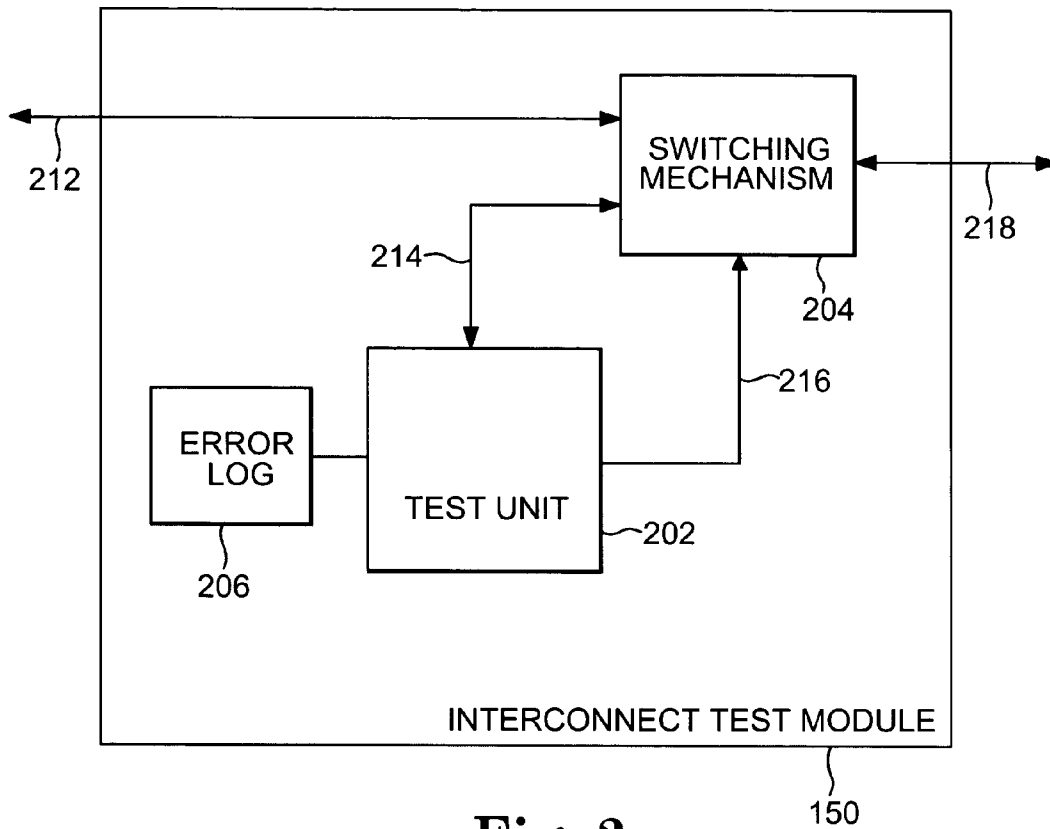 SWITCHING
MECHANISM
212
218
214
204
216
ERROR
LOG
TEST UNIT
202
206
INTERCONNECT TEST MODULE
150